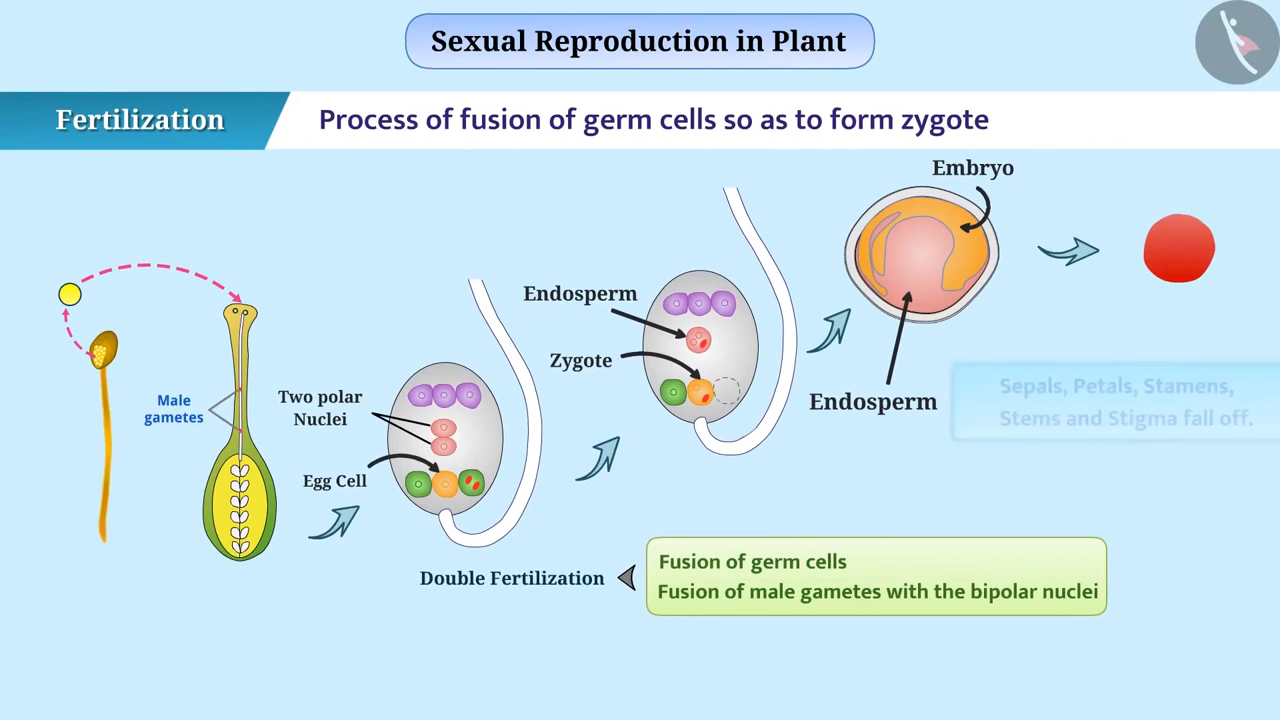 Sexual Reproduction in Plant
Fertilization
Process of fusion of germ cells so as to form zygote
Embryo
Endosperm
Zygote
Endosperm
Sepals, Petals, Stamens,
Stems and Stigma fall off.
Male
gametes
Two polar
Nuclei
Egg Cell
Double Fertilization
Fusion of germ cells
Fusion of male gametes with the bipolar nuclei